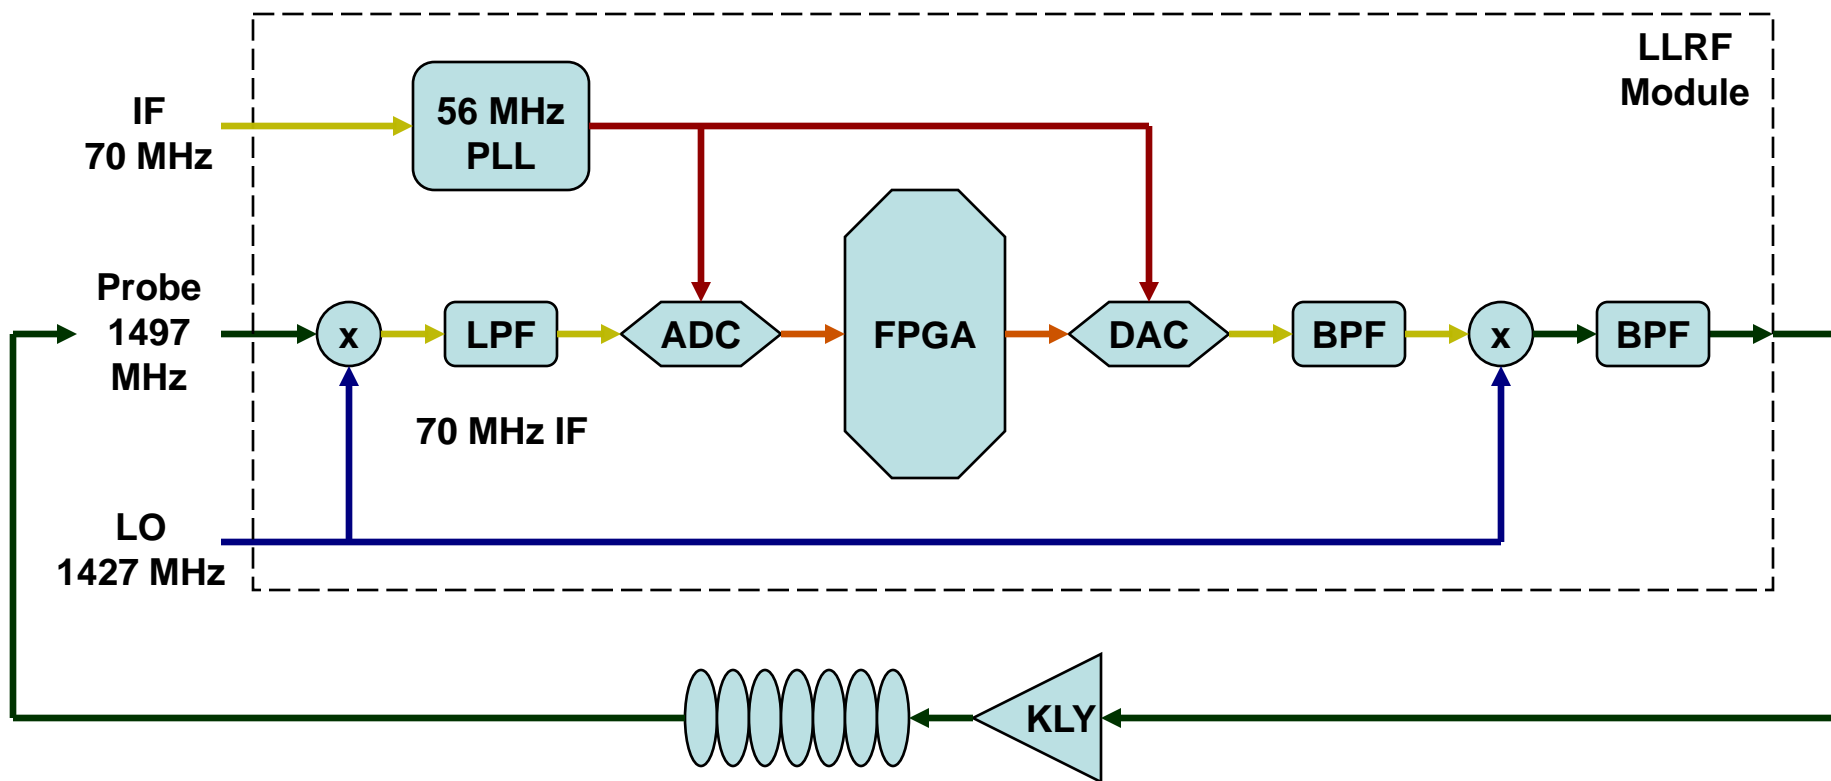 LLRF
Module
IF
70 MHz
56 MHz
PLL
Probe
1497
MHz
x
LPF
ADC
FPGA
DAC
BPF
x
BPF
70 MHz IF
LO
1427 MHz
KLY